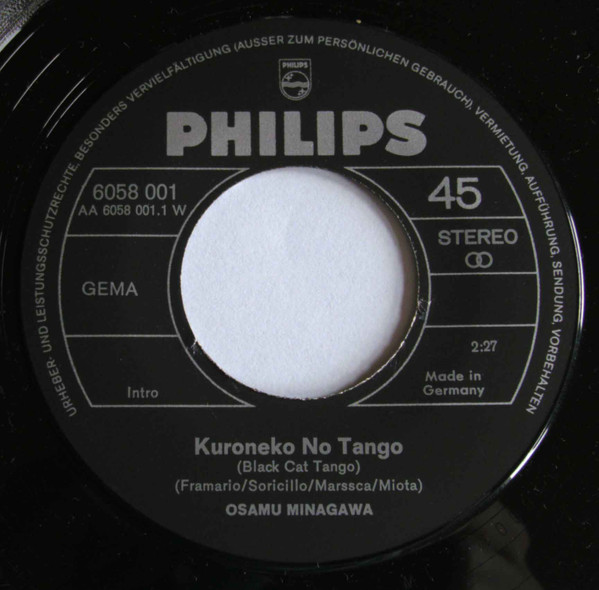 URHEBER- UND LEISTUNGSSCHUTZRECHTE, BESONDERS VERVIELFÄLTIGUNG (AUSSER ZUM PERSÖNLICHEN GEBRAUCH), VERMIETUNG, AUFFÜHRUNG, SENDUNG, VORBEHALTEN
PHILIPS
PHILIPS
6058 001
AA 6058 001.1 W
45
STEREO
GEMA
2:27
Intro
Made in
Germany
Kuroneko No Tango
(Black Cat Tango)
(Framario/Soricillo/Marssca/Miota)
OSAMU MINAGAWA